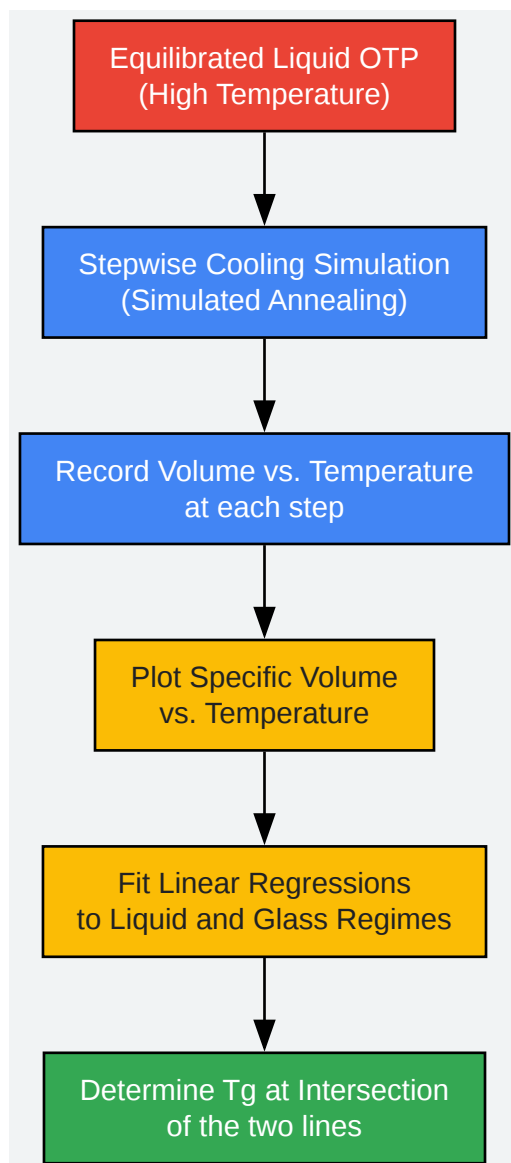 Equilibrated Liquid OTP
(High Temperature)
Stepwise Cooling Simulation
(Simulated Annealing)
Record Volume vs. Temperature
at each step
Plot Specific Volume
vs. Temperature
Fit Linear Regressions
to Liquid and Glass Regimes
Determine Tg at Intersection
of the two lines